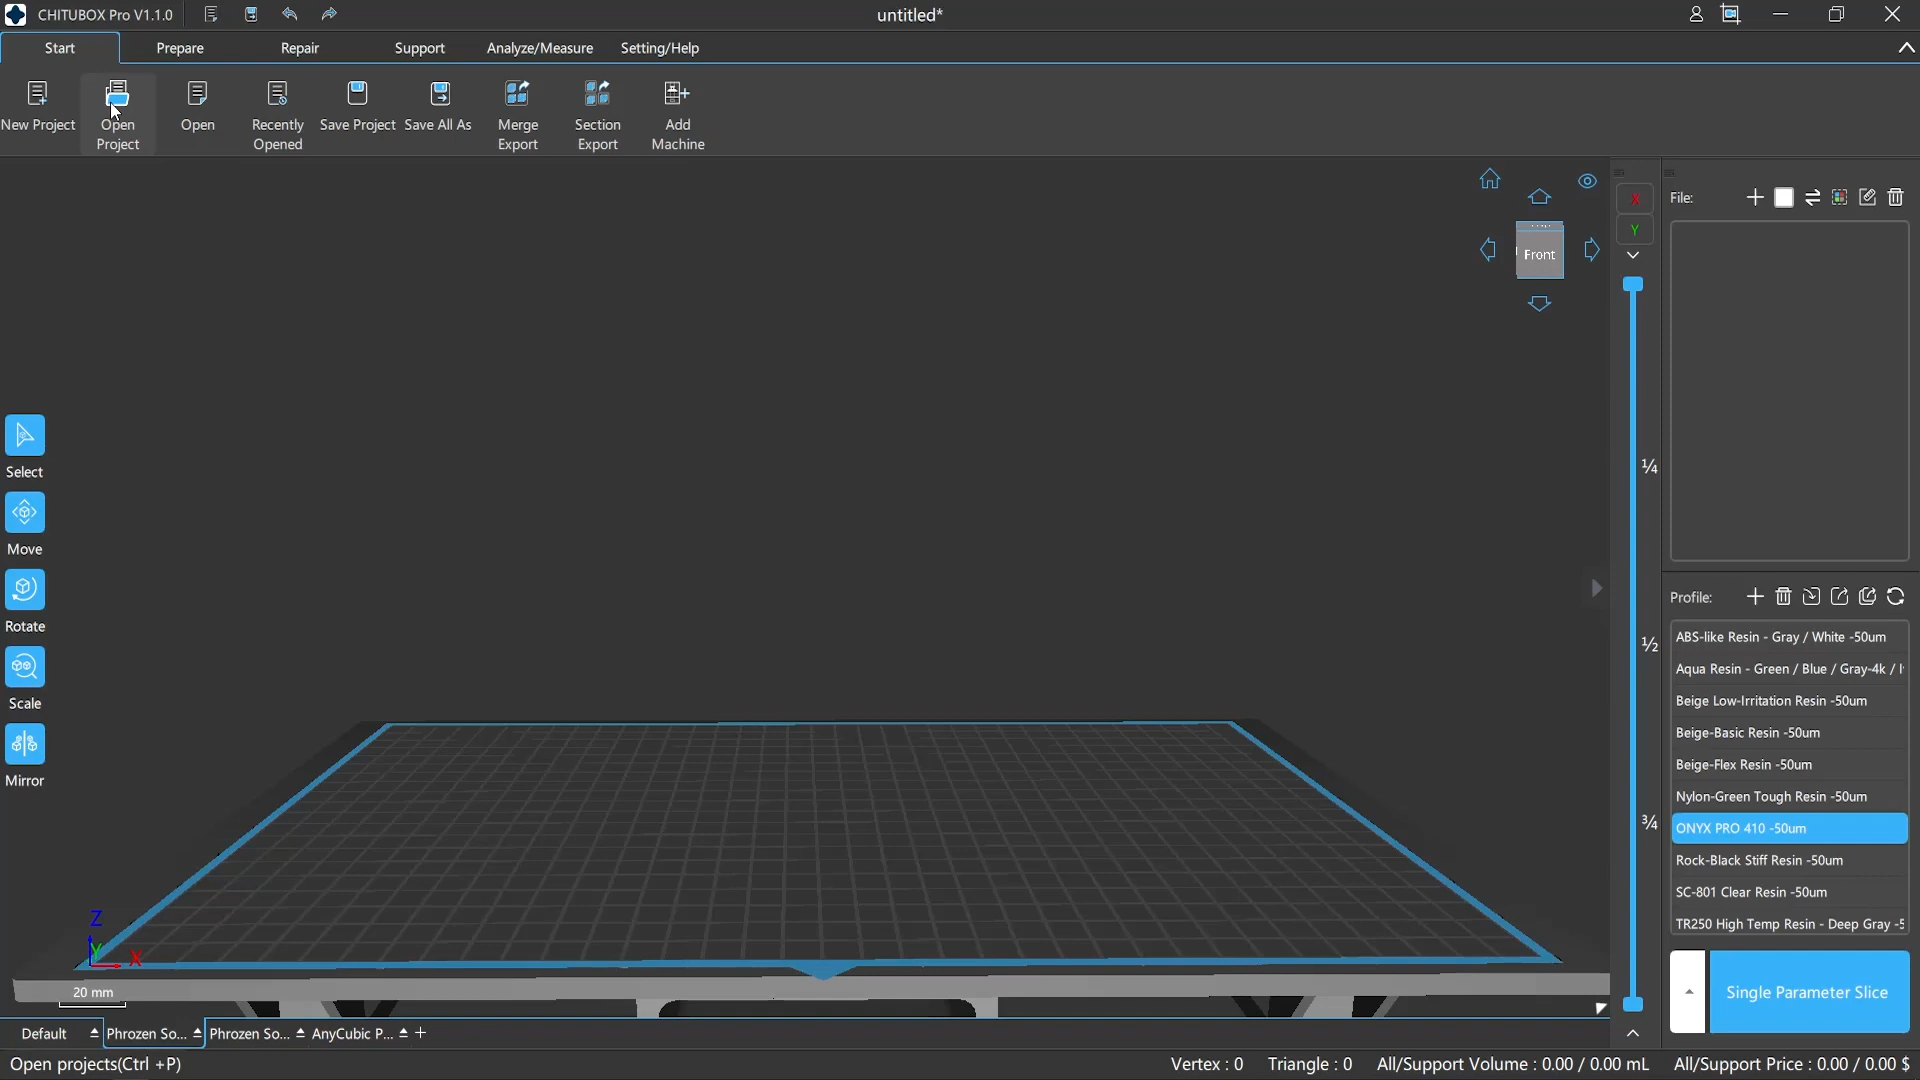 CHITUBOX Pro V1.1.0
untitled*
Start Prepare Repair Support Analyze/Measure Setting/Help
New Project
Open
Project
Open
Recently
Opened
Save Project
Save All As
Merge
Export
Section
Export
Add
Machine
X
Y
Front
File:
Select
Move
Rotate
Scale
Mirror
¼
½
¾
Profile:
ABS-like Resin - Gray / White -50um
Aqua Resin - Green / Blue / Gray-4k /
Beige Low-Irritation Resin -50um
Beige-Basic Resin -50um
Beige-Flex Resin -50um
Nylon-Green Tough Resin -50um
ONYX PRO 410 -50um
Rock-Black Stiff Resin -50um
SC-801 Clear Resin -50um
TR250 High Temp Resin - Deep Gray -5
Z
Y
X
20 mm
Single Parameter Slice
Default Phrozen So... Phrozen So... AnyCubic P... +
Open projects(Ctrl +P)
Vertex : 0 Triangle : 0 All/Support Volume : 0.00 / 0.00 mL All/Support Price : 0.00 / 0.00 $